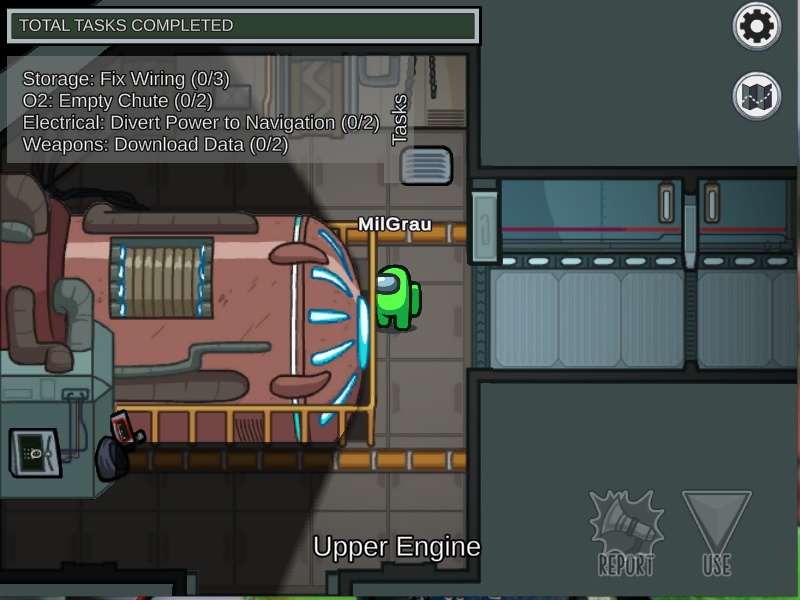 TOTAL TASKS COMPLETED
Storage: Fix Wiring (0/3)
O2: Empty Chute (0/2)
Electrical: Divert Power to Navigation (0/2)
Weapons: Download Data (0/2)
Tasks
MilGrau
Upper Engine
REPORT
USE